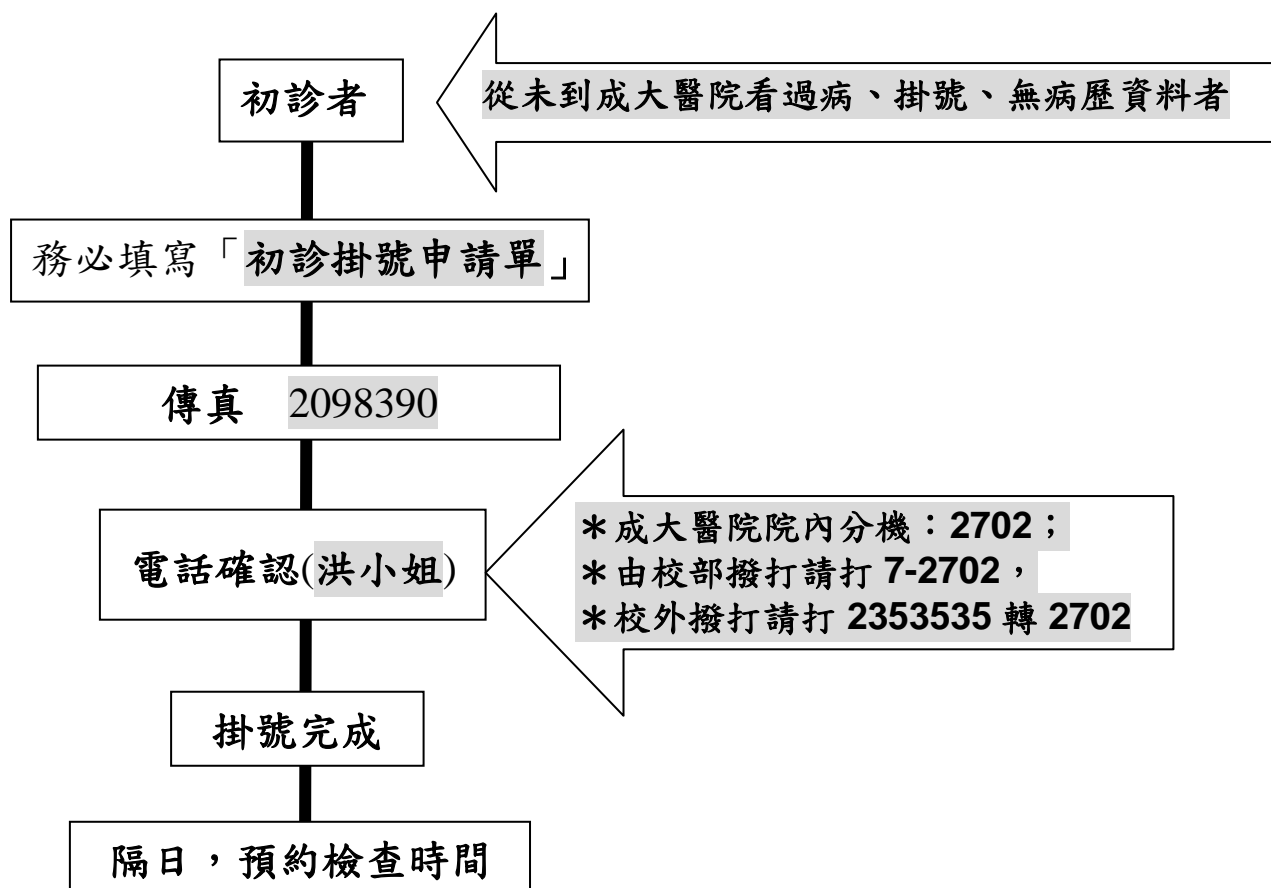 初診者
從未到成大醫院看過病、掛號、無病歷資料者
務必填寫「初診掛號申請單」
傳真 2098390
電話確認(洪小姐)
＊成大醫院院內分機：2702；
＊由校部撥打請打 7-2702，
＊校外撥打請打 2353535 轉 2702
掛號完成
隔日，預約檢查時間